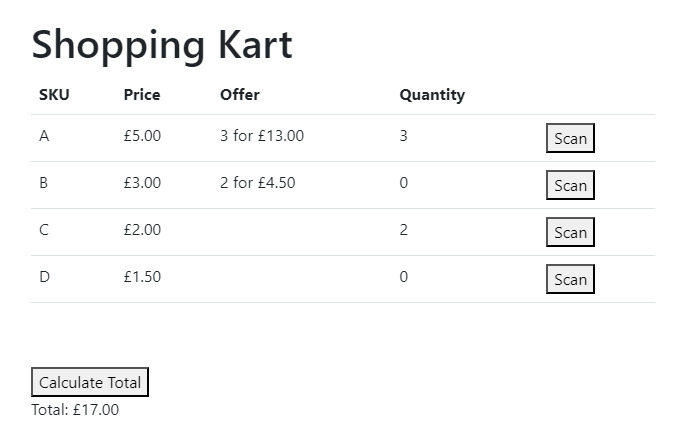 Shopping Kart
SKU Price Offer Quantity
A £5.00 3 for £13.00 3 Scan
B £3.00 2 for £4.50 0 Scan
C £2.00 2 Scan
D £1.50 0 Scan
Calculate Total
Total: £17.00